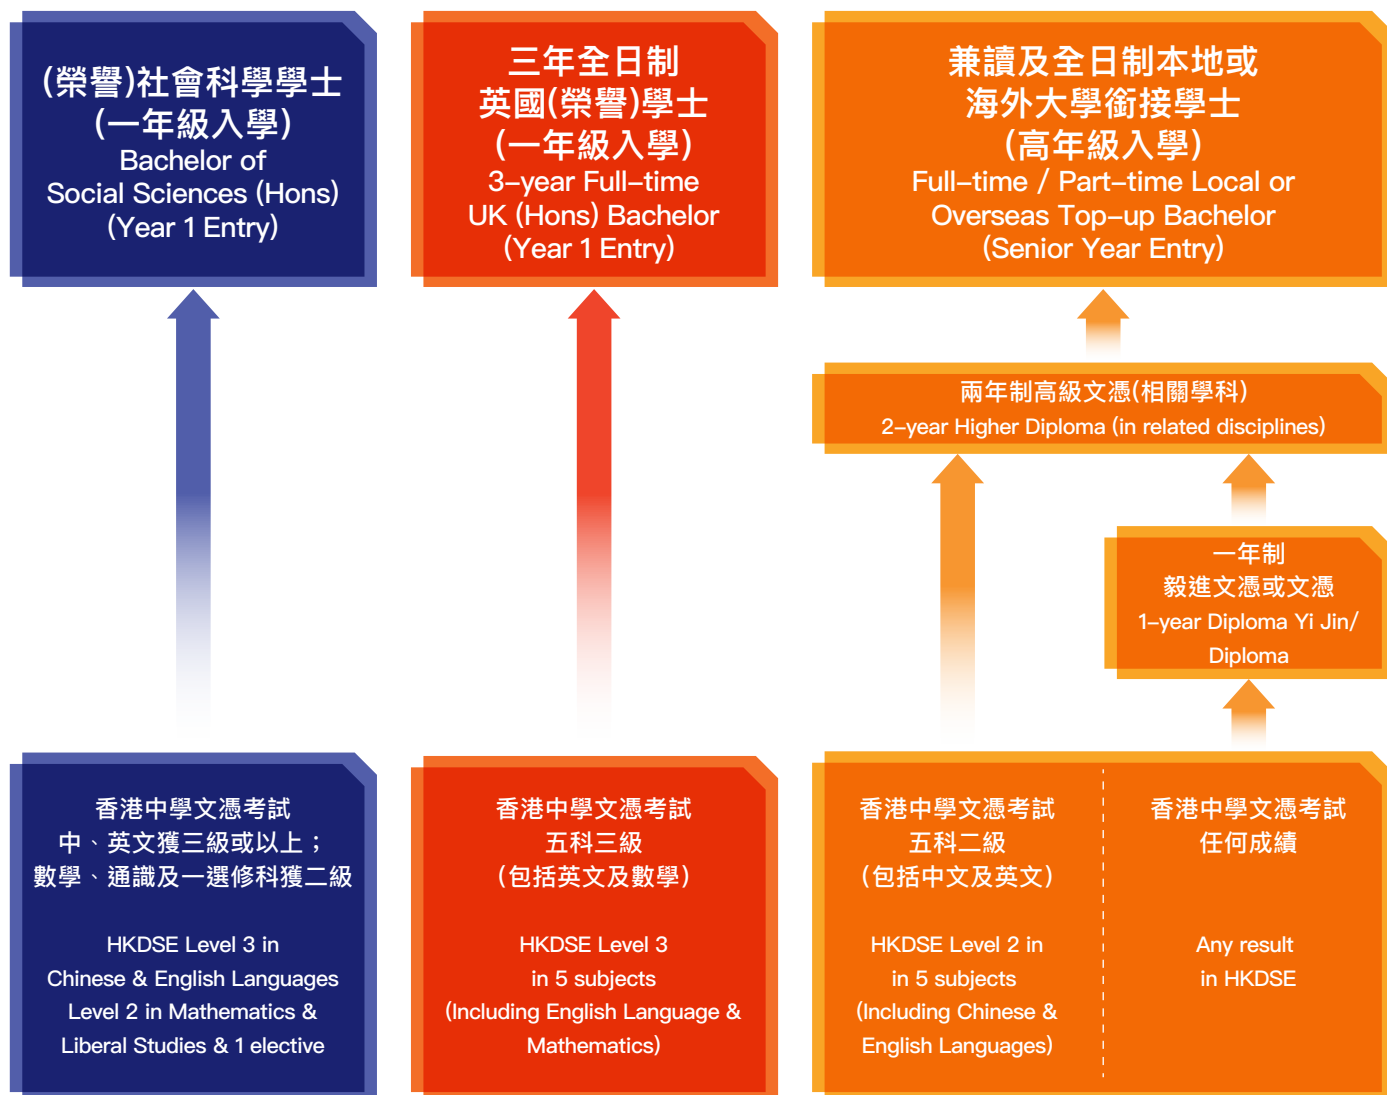 (榮譽)社會科學學士
(一年級入學)
Bachelor of
Social Sciences (Hons)
(Year 1 Entry)
三年全日制
英國(榮譽)學士
(一年級入學)
3-year Full-time
UK (Hons) Bachelor
(Year 1 Entry)
兼讀及全日制本地或
海外大學銜接學士
(高年級入學)
Full-time / Part-time Local or
Overseas Top-up Bachelor
(Senior Year Entry)
兩年制高級文憑(相關學科)
2-year Higher Diploma (in related disciplines)
一年制
毅進文憑或文憑
1-year Diploma Yi Jin/
Diploma
香港中學文憑考試
中、英文獲三級或以上；
數學、通識及一選修科獲二級
HKDSE Level 3 in
Chinese & English Languages
Level 2 in Mathematics &
Liberal Studies & 1 elective
香港中學文憑考試
五科三級
(包括英文及數學)
HKDSE Level 3
in 5 subjects
(Including English Language &
Mathematics)
香港中學文憑考試
五科二級
(包括中文及英文)
HKDSE Level 2 in
in 5 subjects
(Including Chinese &
English Languages)
香港中學文憑考試
任何成績
Any result
in HKDSE